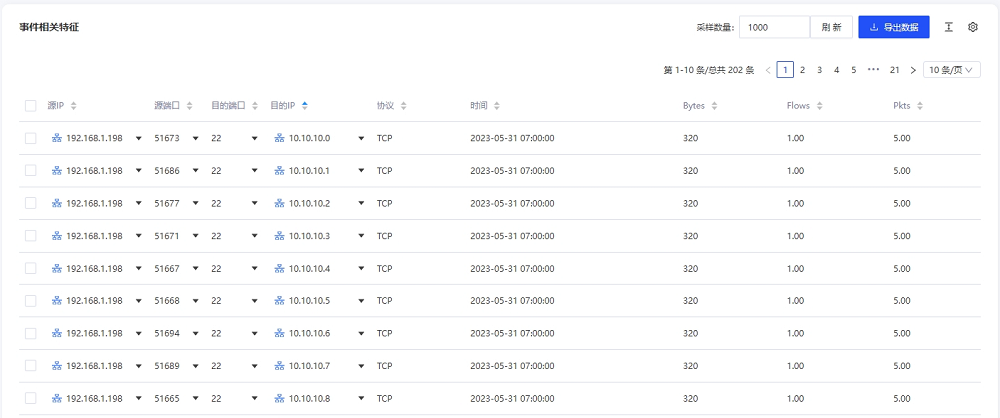 事件相关特征 采样数量: 1000 刷 新 导出数据
第 1-10 条/总共 202 条 1 2 3 4 5 ••• 21 10 条/页
源IP 源端口 目的端口 目的IP 协议 时间 Bytes Flows Pkts
192.168.1.198 51673 22 10.10.10.0 TCP 2023-05-31 07:00:00 320 1.00 5.00
192.168.1.198 51686 22 10.10.10.1 TCP 2023-05-31 07:00:00 320 1.00 5.00
192.168.1.198 51677 22 10.10.10.2 TCP 2023-05-31 07:00:00 320 1.00 5.00
192.168.1.198 51671 22 10.10.10.3 TCP 2023-05-31 07:00:00 320 1.00 5.00
192.168.1.198 51667 22 10.10.10.4 TCP 2023-05-31 07:00:00 320 1.00 5.00
192.168.1.198 51668 22 10.10.10.5 TCP 2023-05-31 07:00:00 320 1.00 5.00
192.168.1.198 51694 22 10.10.10.6 TCP 2023-05-31 07:00:00 320 1.00 5.00
192.168.1.198 51689 22 10.10.10.7 TCP 2023-05-31 07:00:00 320 1.00 5.00
192.168.1.198 51665 22 10.10.10.8 TCP 2023-05-31 07:00:00 320 1.00 5.00